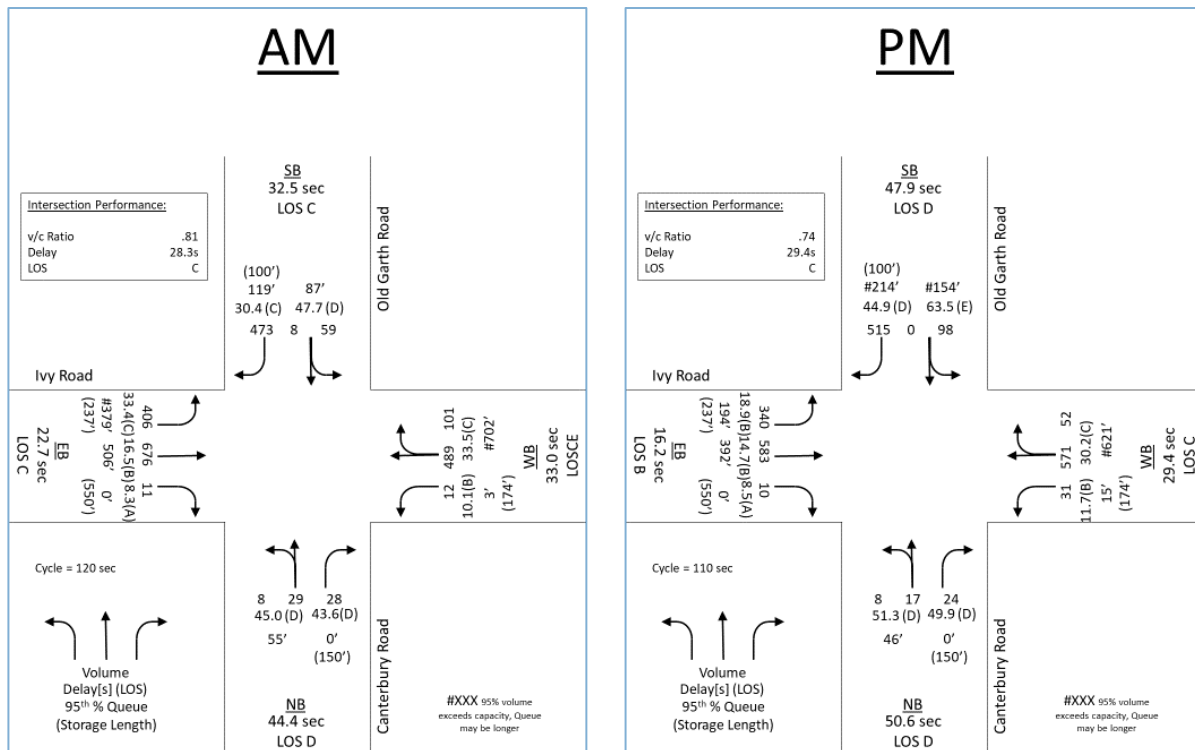 AM
SB
32.5 sec
LOS C
Intersection Performance:
v/c Ratio .81
Delay 28.3s
LOS C
Old Garth Road
(100')
119' 87'
30.4 (C) 47.7 (D)
473 8 59
Ivy Road
EB
22.7 sec
LOS C
406 676 11
33.4(C) 16.5(B) 8.3(A)
#379' 506' 0'
(237') (550')
12 489 101
10.1(B) 33.5(C)
3' #702'
(174')
WB
33.0 sec
LOSCE
Cycle = 120 sec
8 29 28
45.0 (D) 43.6 (D)
55' 0'
(150')
Canterbury Road
Volume
Delay[s] (LOS)
95th % Queue
(Storage Length)
NB
44.4 sec
LOS D
#XXX 95% volume
exceeds capacity, Queue
may be longer
PM
SB
47.9 sec
LOS D
Intersection Performance:
v/c Ratio .74
Delay 29.4s
LOS C
Old Garth Road
(100')
#214' #154'
44.9 (D) 63.5 (E)
515 0 98
Ivy Road
EB
16.2 sec
LOS B
340 583 10
18.9(B) 14.7(B) 8.5(A)
194' 392' 0'
(237') (550')
31 571 52
11.7(B) 30.2(C)
15' #621'
(174')
WB
29.4 sec
LOS C
Cycle = 110 sec
8 17 24
51.3 (D) 49.9 (D)
46' 0'
(150')
Canterbury Road
Volume
Delay[s] (LOS)
95th % Queue
(Storage Length)
NB
50.6 sec
LOS D
#XXX 95% volume
exceeds capacity, Queue
may be longer